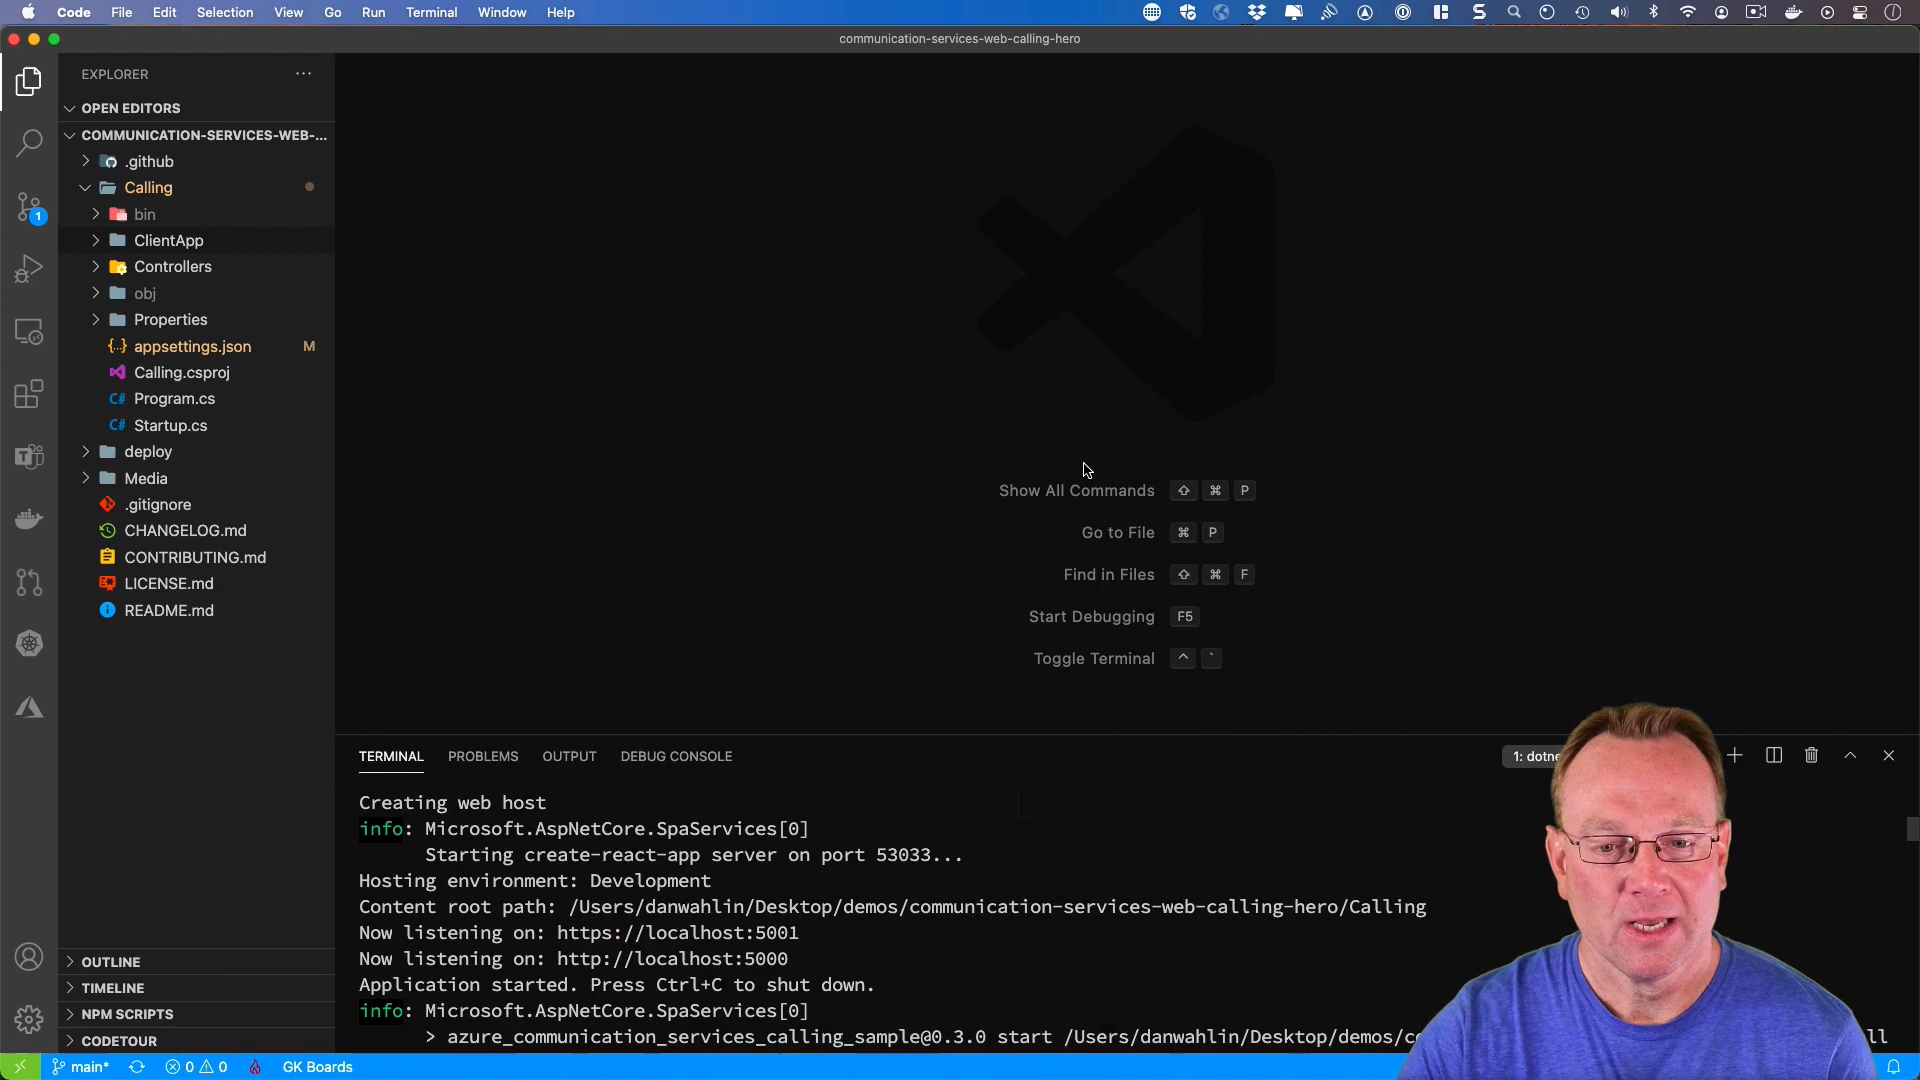 Code File Edit Selection View Go Run Terminal Window Help
communication-services-web-calling-hero
EXPLORER
OPEN EDITORS
COMMUNICATION-SERVICES-WEB-...
.github
Calling
bin
ClientApp
Controllers
obj
Properties
{..} appsettings.json M
Calling.csproj
C# Program.cs
C# Startup.cs
deploy
Media
.gitignore
CHANGELOG.md
CONTRIBUTING.md
LICENSE.md
README.md
1
OUTLINE
TIMELINE
NPM SCRIPTS
CODETOUR
Show All Commands ⇧ ⌘ P
Go to File ⌘ P
Find in Files ⇧ ⌘ F
Start Debugging F5
Toggle Terminal ^ `
TERMINAL PROBLEMS OUTPUT DEBUG CONSOLE 1: dotne
Creating web host
info: Microsoft.AspNetCore.SpaServices[0]
Starting create-react-app server on port 53033...
Hosting environment: Development
Content root path: /Users/danwahlin/Desktop/demos/communication-services-web-calling-hero/Calling
Now listening on: https://localhost:5001
Now listening on: http://localhost:5000
Application started. Press Ctrl+C to shut down.
info: Microsoft.AspNetCore.SpaServices[0]
> azure_communication_services_calling_sample@0.3.0 start /Users/danwahlin/Desktop/demos/co ll
main* 0 0 GK Boards